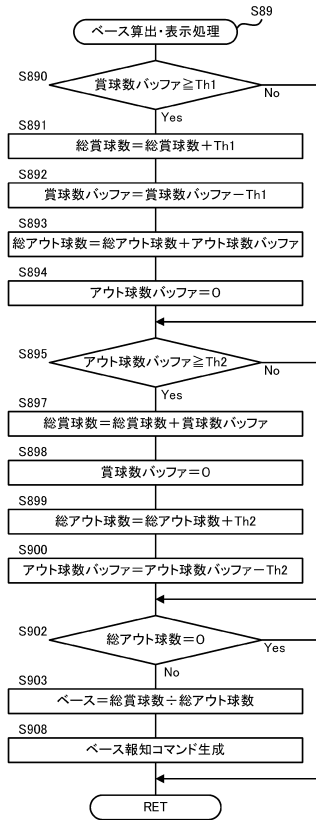 S89
ベース算出・表示処理
S890
賞球数バッファ≧Th1
No
Yes
S891
総賞球数＝総賞球数＋Th1
S892
賞球数バッファ＝賞球数バッファ－Th1
S893
総アウト球数＝総アウト球数＋アウト球数バッファ
S894
アウト球数バッファ＝0
S895
アウト球数バッファ≧Th2
No
Yes
S897
総賞球数＝総賞球数＋賞球数バッファ
S898
賞球数バッファ＝0
S899
総アウト球数＝総アウト球数＋Th2
S900
アウト球数バッファ＝アウト球数バッファ－Th2
S902
総アウト球数＝0
Yes
No
S903
ベース＝総賞球数÷総アウト球数
S908
ベース報知コマンド生成
RET